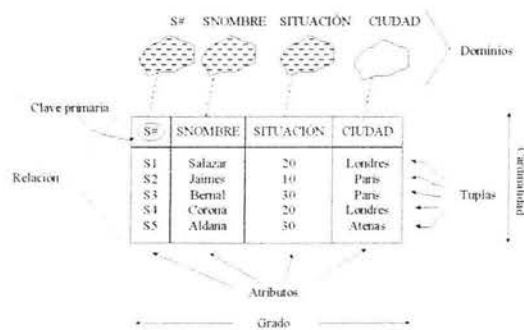 S# SNOMBRE SITUACIÓN CIUDAD
Dominios
Clave primaria
S# SNOMBRE SITUACIÓN CIUDAD
S1 Salazar 20 Londres
S2 Jaimes 10 Paris
S3 Bernal 30 Paris
S4 Corona 20 Londres
S5 Aldana 30 Atenas
Relación
Tuplas
Cardinalidad
Atributos
Grado